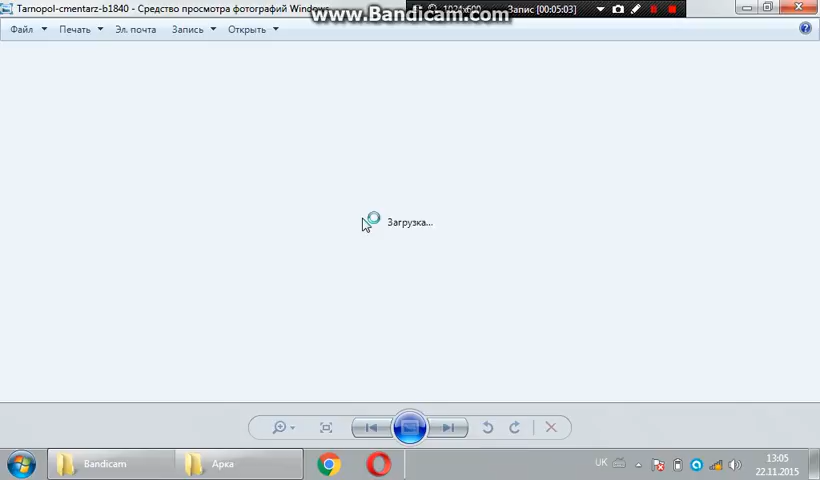 Tarnopol-cmentarz-b1840 - Средство просмотра фотографий Windows
www.Bandicam.com
1024x600
Запис [00:05:03]
Файл Печать Эл. почта Запись Открыть
Загрузка...
Bandicam
Арка
UK
13:05
22.11.2015